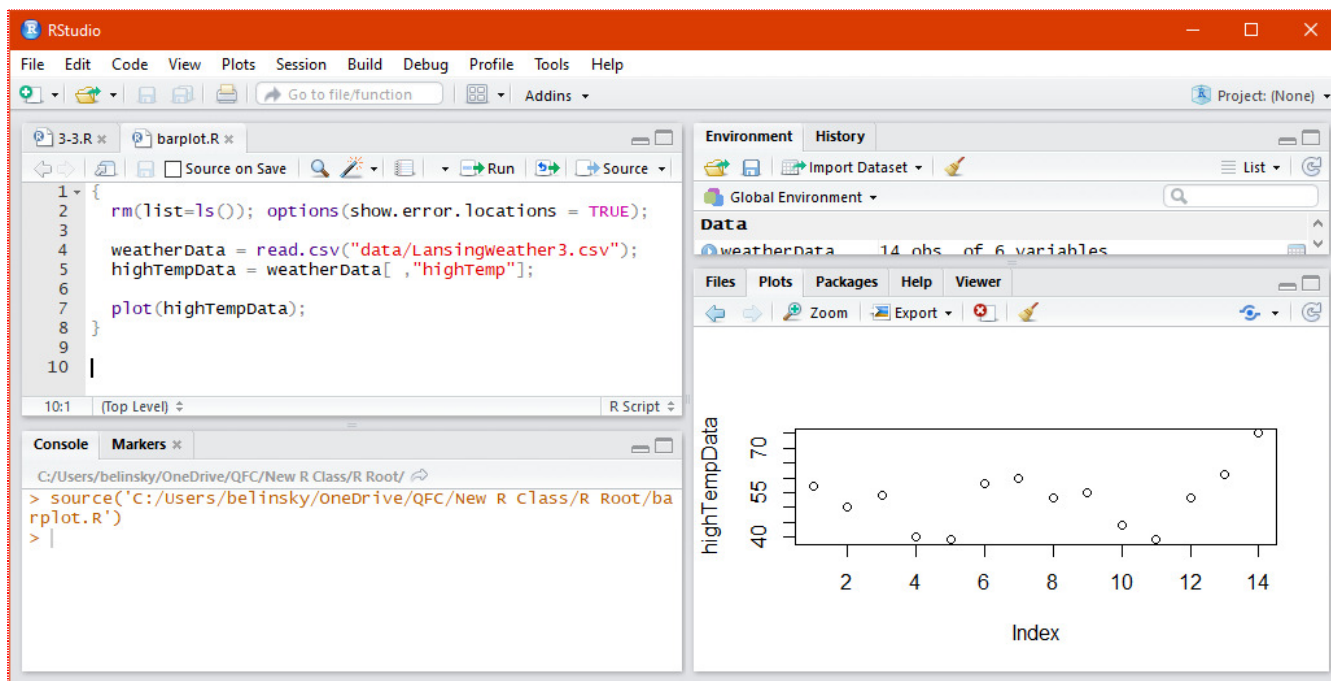 RStudio
File Edit Code View Plots Session Build Debug Profile Tools Help
Go to file/function Addins Project: (None)
3-3.R barplot.R
Source on Save Run Source
1 {
2 rm(list=ls()); options(show.error.locations = TRUE);
3
4 weatherData = read.csv("data/LansingWeather3.csv");
5 highTempData = weatherData[ ,"highTemp"];
6
7 plot(highTempData);
8 }
9
10
10:1 (Top Level) R Script
Console Markers
C:/Users/belinsky/OneDrive/QFC/New R Class/R Root/
> source('C:/Users/belinsky/OneDrive/QFC/New R Class/R Root/ba
rplot.R')
>
Environment History
Import Dataset List
Global Environment
Data
weatherData 14 obs. of 6 variables
Files Plots Packages Help Viewer
Zoom Export
highTempData
70
55
40
2 4 6 8 10 12 14
Index